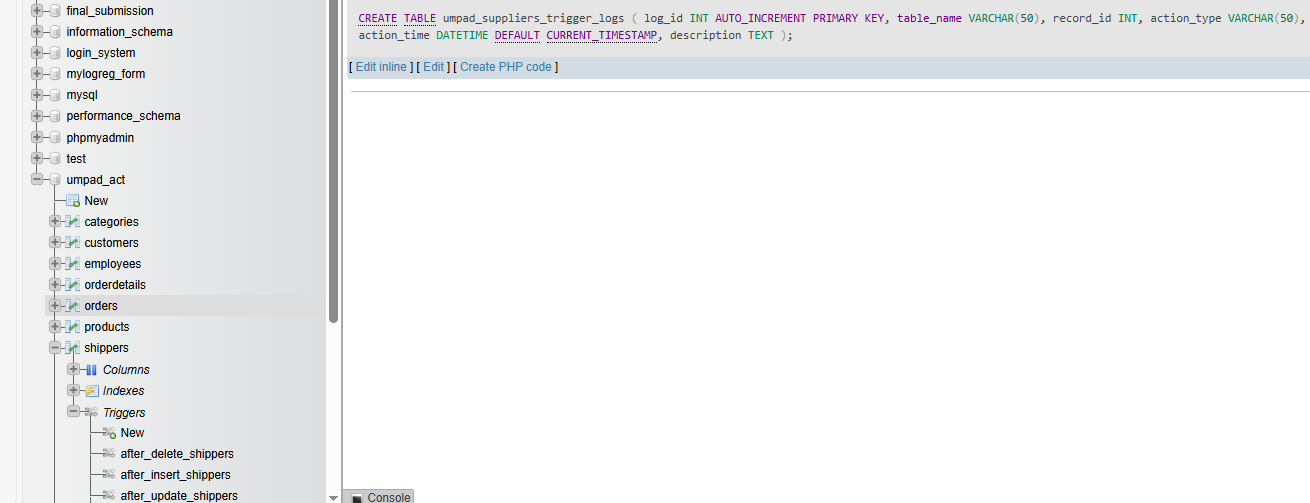 final_submission
information_schema
login_system
mylogreg_form
mysql
performance_schema
phpmyadmin
test
umpad_act
New
categories
customers
employees
orderdetails
orders
products
shippers
Columns
Indexes
Triggers
New
after_delete_shippers
after_insert_shippers
after_update_shippers
CREATE TABLE umpad_suppliers_trigger_logs ( log_id INT AUTO_INCREMENT PRIMARY KEY, table_name VARCHAR(50), record_id INT, action_type VARCHAR(50),
action_time DATETIME DEFAULT CURRENT_TIMESTAMP, description TEXT );
[ Edit inline ] [ Edit ] [ Create PHP code ]
Console